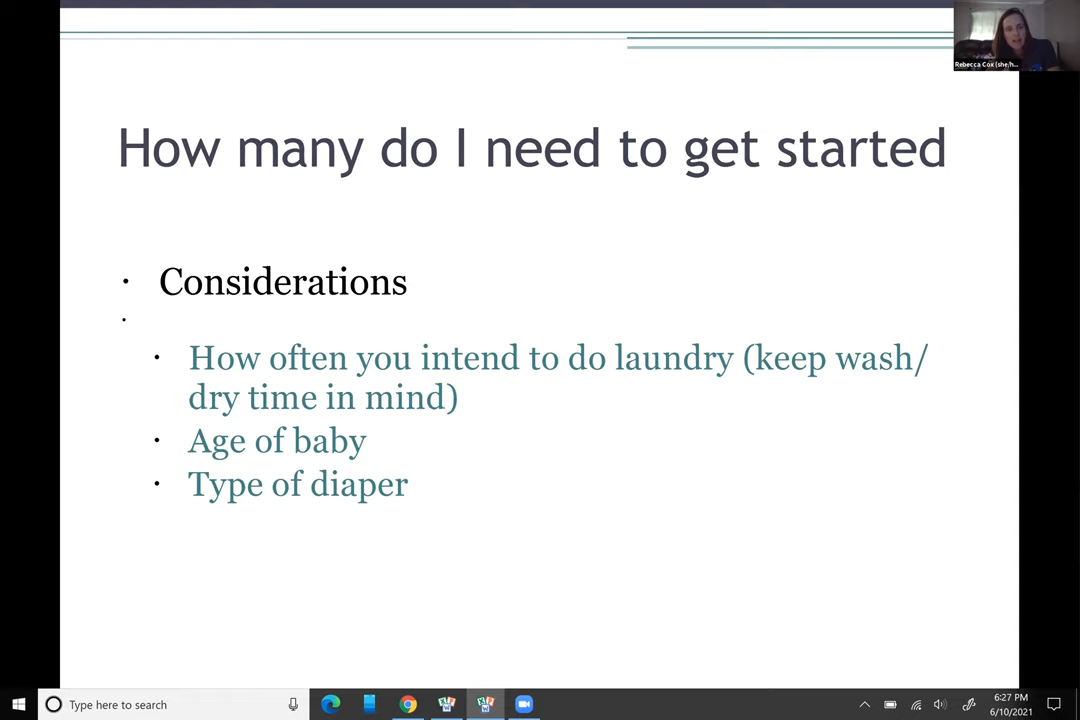 Rebecca Cox (she/h...
How many do I need to get started
· Considerations
·
· How often you intend to do laundry (keep wash/
dry time in mind)
· Age of baby
· Type of diaper
Type here to search
6:27 PM
6/10/2021